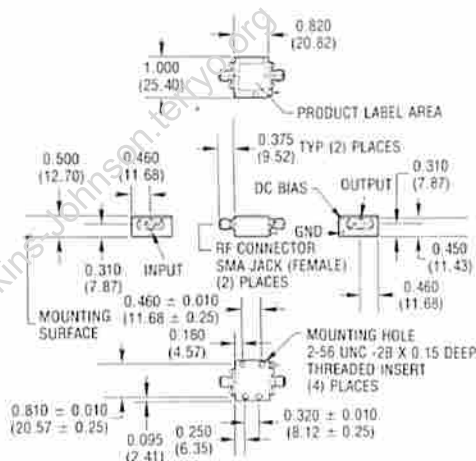 0.820
(20.82)
1.000
(25.40)
PRODUCT LABEL AREA
0.375
(9.52)
TYP (2) PLACES
0.500
(12.70)
0.460
(11.68)
DC BIAS
OUTPUT
0.310
(7.87)
GND
RF CONNECTOR
SMA JACK (FEMALE)
(2) PLACES
0.310
(7.87)
INPUT
0.450
(11.43)
0.460
(11.68)
MOUNTING
SURFACE
0.460 ± 0.010
(11.68 ± 0.25)
0.160
(4.57)
MOUNTING HOLE
2-56 UNC -2B X 0.15 DEEP
THREADED INSERT
(4) PLACES
0.810 ± 0.010
(20.57 ± 0.25)
0.095
(2.41)
0.250
(6.35)
0.320 ± 0.010
(8.12 ± 0.25)